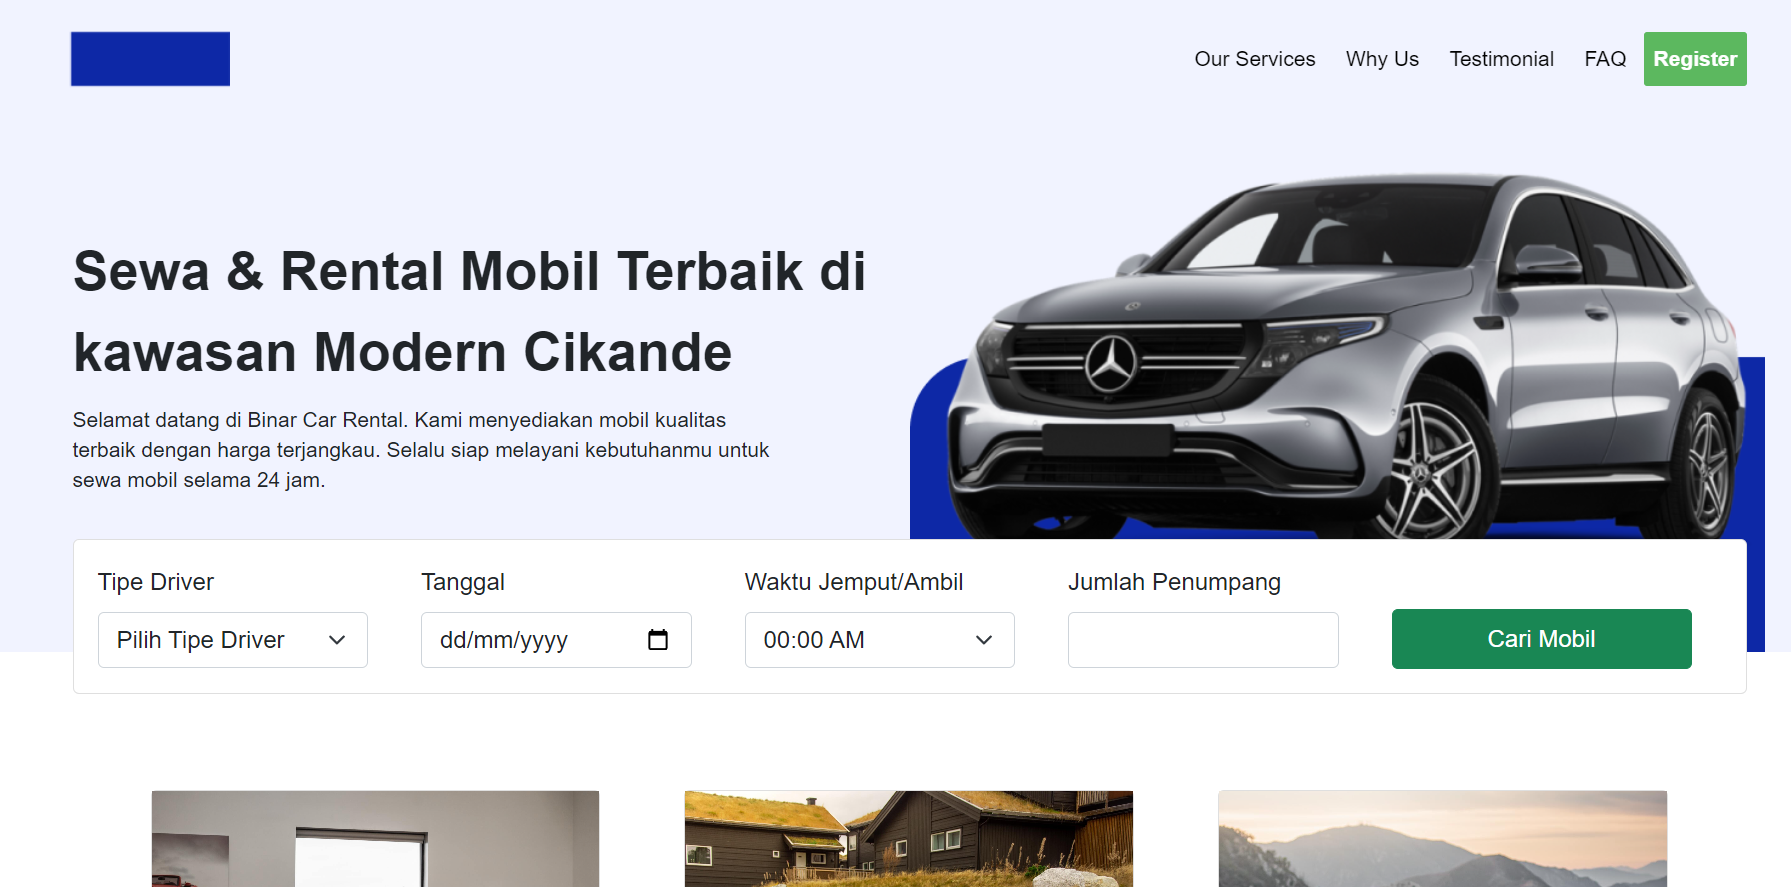 Our Services
Why Us
Testimonial
FAQ
Register
Sewa & Rental Mobil Terbaik di
kawasan Modern Cikande
Selamat datang di Binar Car Rental. Kami menyediakan mobil kualitas
terbaik dengan harga terjangkau. Selalu siap melayani kebutuhanmu untuk
sewa mobil selama 24 jam.
Tipe Driver
Pilih Tipe Driver
Tanggal
dd/mm/yyyy
Waktu Jemput/Ambil
00:00 AM
Jumlah Penumpang
Cari Mobil